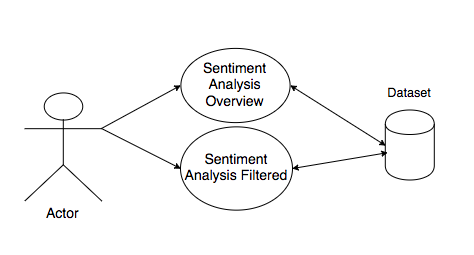 Sentiment
Analysis
Overview
Dataset
Sentiment
Analysis Filtered
Actor